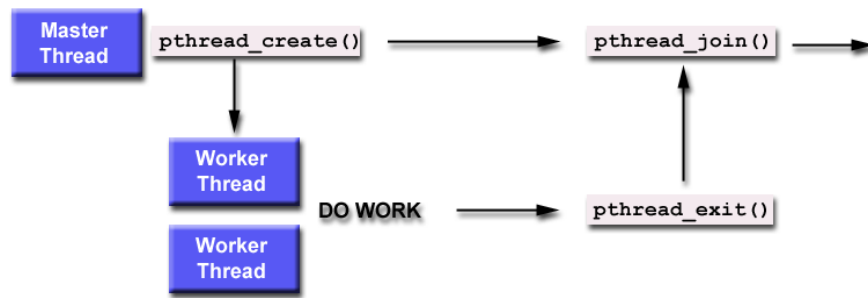 Master
Thread
pthread_create()
pthread_join()
Worker
Thread
DO WORK
pthread_exit()
Worker
Thread